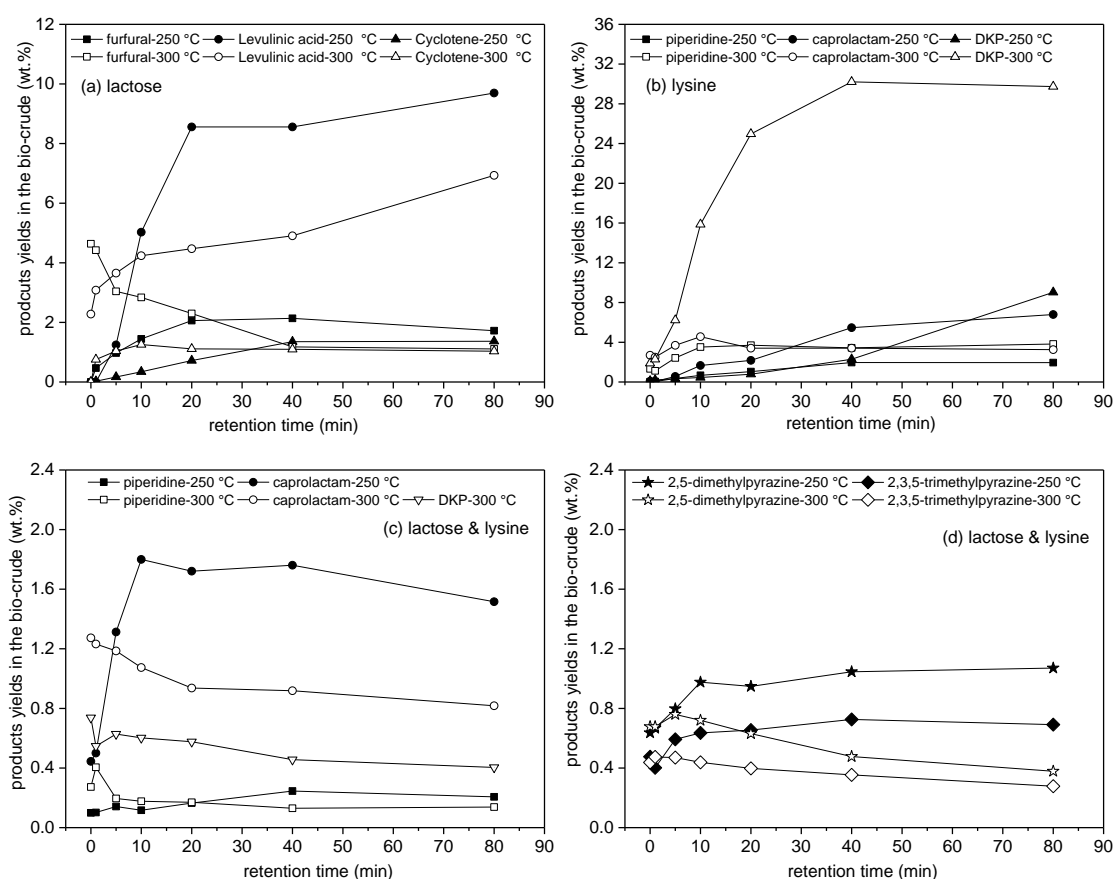 furfural-250 °C Levulinic acid-250 °C Cyclotene-250 °C
furfural-300 °C Levulinic acid-300 °C Cyclotene-300 °C
(a) lactose
prodcuts yields in the bio-crude (wt.%)
12
10
8
6
4
2
0
0 10 20 30 40 50 60 70 80 90
retention time (min)
piperidine-250 °C caprolactam-250 °C DKP-250 °C
piperidine-300 °C caprolactam-300 °C DKP-300 °C
(b) lysine
products yields in the bio-crude (wt.%)
36
32
28
24
20
16
12
8
4
0
0 10 20 30 40 50 60 70 80 90
retention time (min)
piperidine-250 °C caprolactam-250 °C
piperidine-300 °C caprolactam-300 °C DKP-300 °C
(c) lactose & lysine
products yields in the bio-crude (wt.%)
2.4
2.0
1.6
1.2
0.8
0.4
0.0
0 10 20 30 40 50 60 70 80 90
retention time (min)
2,5-dimethylpyrazine-250 °C 2,3,5-trimethylpyrazine-250 °C
2,5-dimethylpyrazine-300 °C 2,3,5-trimethylpyrazine-300 °C
(d) lactose & lysine
products yields in the bio-crude (wt.%)
2.4
2.0
1.6
1.2
0.8
0.4
0.0
0 10 20 30 40 50 60 70 80 90
retention time (min)